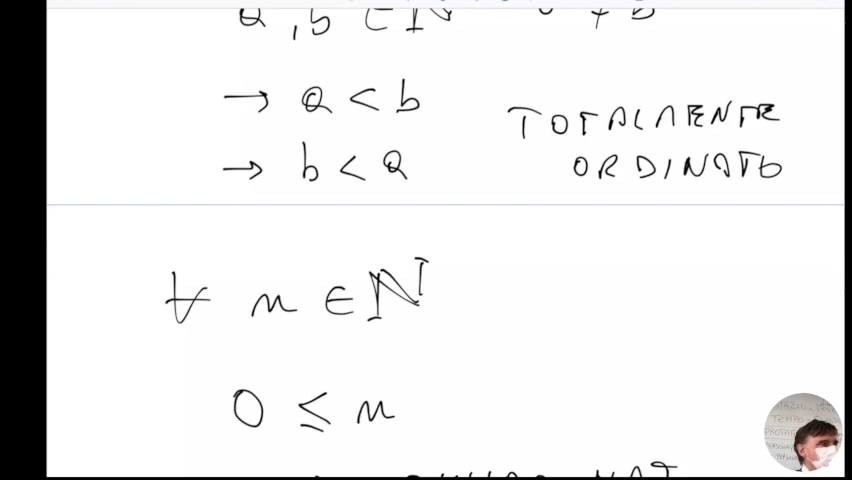 a, b ∈ ℕ a ≠ b
→ a < b
TOTALMENTE
→ b < a
ORDINATO
∀ n ∈ ℕ
0 ≤ n